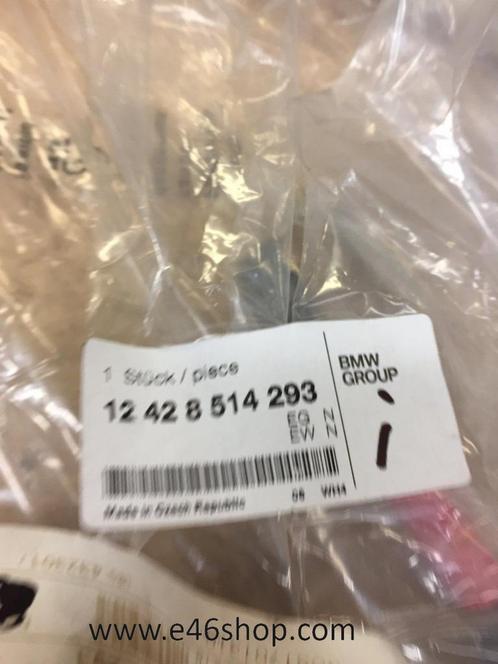 1 Stück / piece
12 42 8 514 293
EG N
EW N
BMW
GROUP
Made in Czech Republic
www.e46shop.com